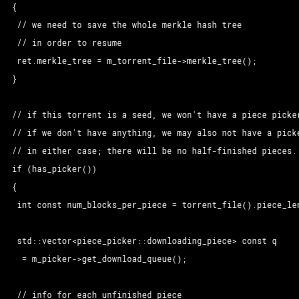 {
// we need to save the whole merkle hash tree
// in order to resume
ret.merkle_tree = m_torrent_file->merkle_tree();
}
// if this torrent is a seed, we won't have a piece picker
// if we don't have anything, we may also not have a picke
// in either case; there will be no half-finished pieces.
if (has_picker())
{
int const num_blocks_per_piece = torrent_file().piece_len
std::vector<piece_picker::downloading_piece> const q
= m_picker->get_download_queue();
// info for each unfinished piece